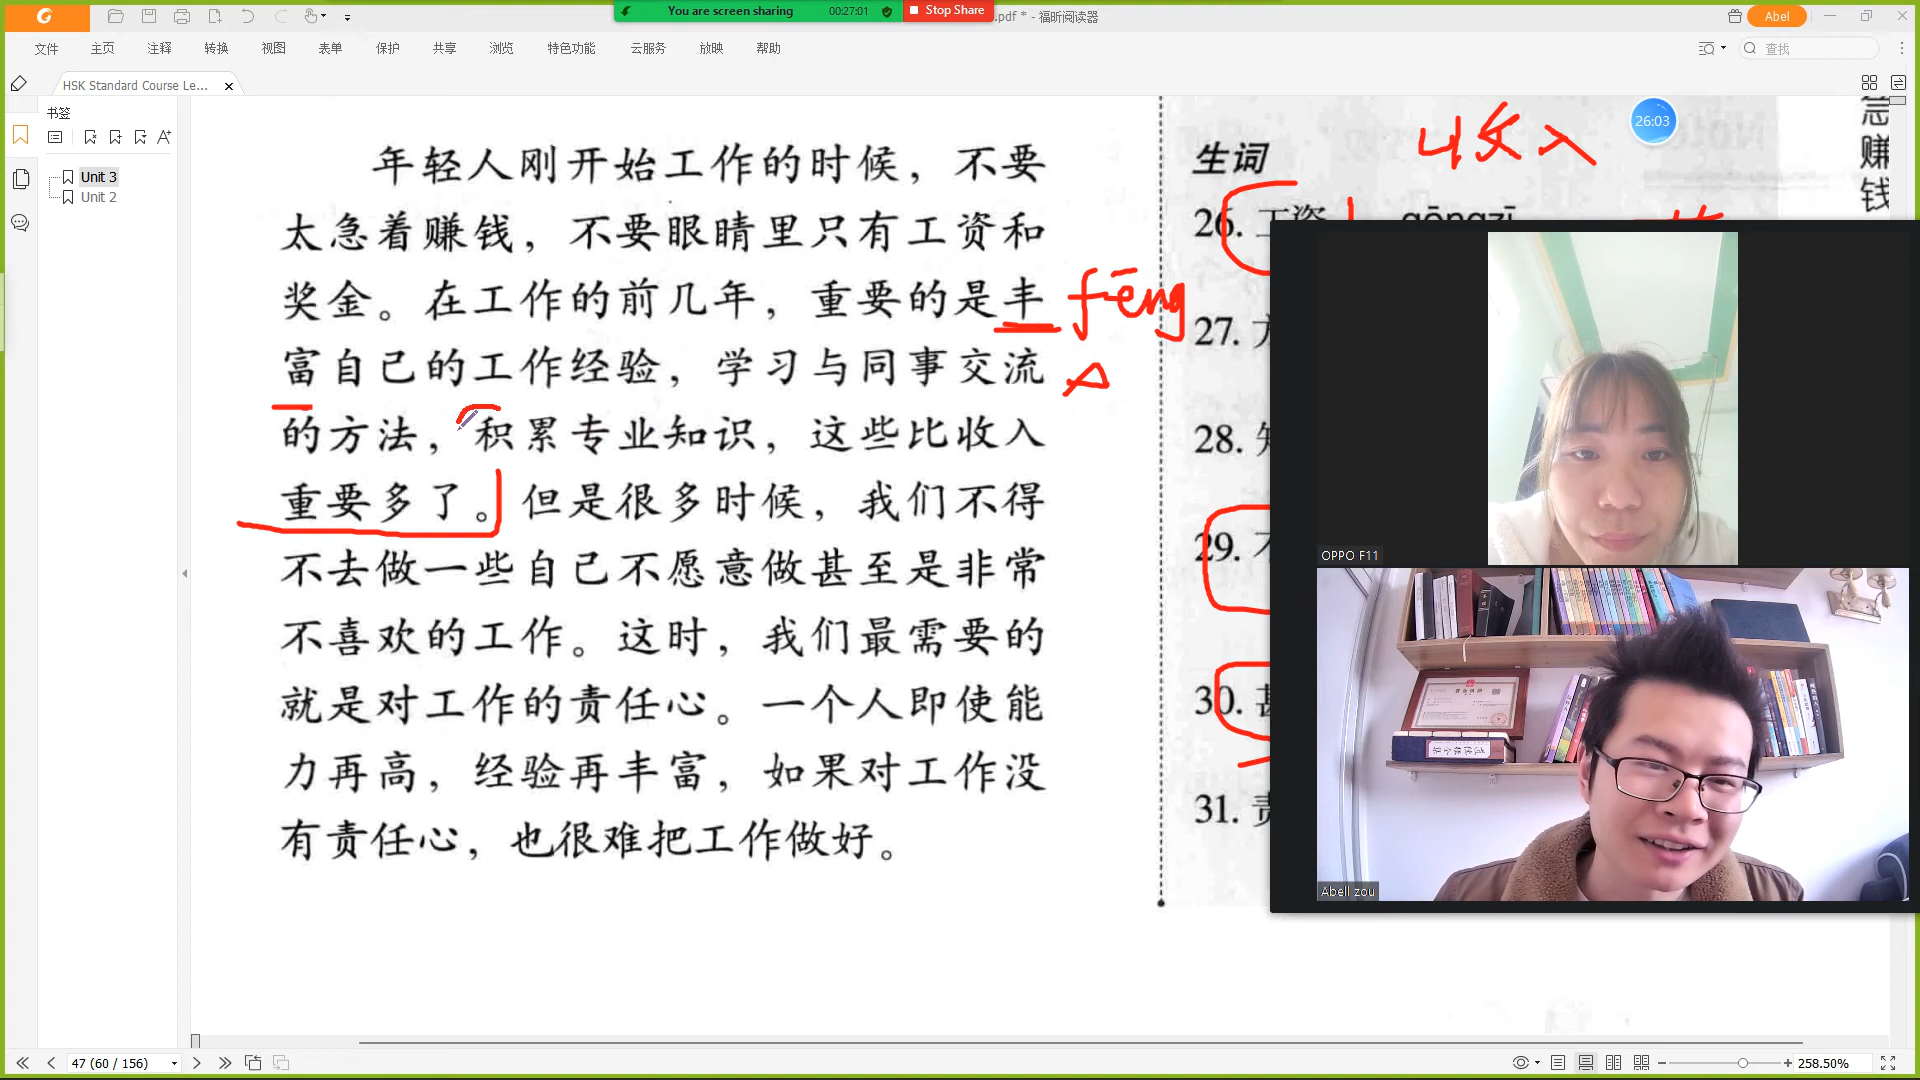 You are screen sharing 00:27:01 Stop Share
.pdf * - 福昕阅读器
Abel
文件 主页 注释 转换 视图 表单 保护 共享 浏览 特色功能 云服务 放映 帮助
查找
HSK Standard Course Le...
书签
Unit 3
Unit 2
年轻人刚开始工作的时候，不要
太急着赚钱，不要眼睛里只有工资和
奖金。在工作的前几年，重要的是丰
富自己的工作经验，学习与同事交流
的方法，积累专业知识，这些比收入
重要多了。但是很多时候，我们不得
不去做一些自己不愿意做甚至是非常
不喜欢的工作。这时，我们最需要的
就是对工作的责任心。一个人即使能
力再高，经验再丰富，如果对工作没
有责任心，也很难把工作做好。
fēng
收入
26:03
急赚钱
生词
26. 工资 gōngzī
27.
28.
29.
30.
31.
OPPO F11
Abell zou
47 (60 / 156)
258.50%